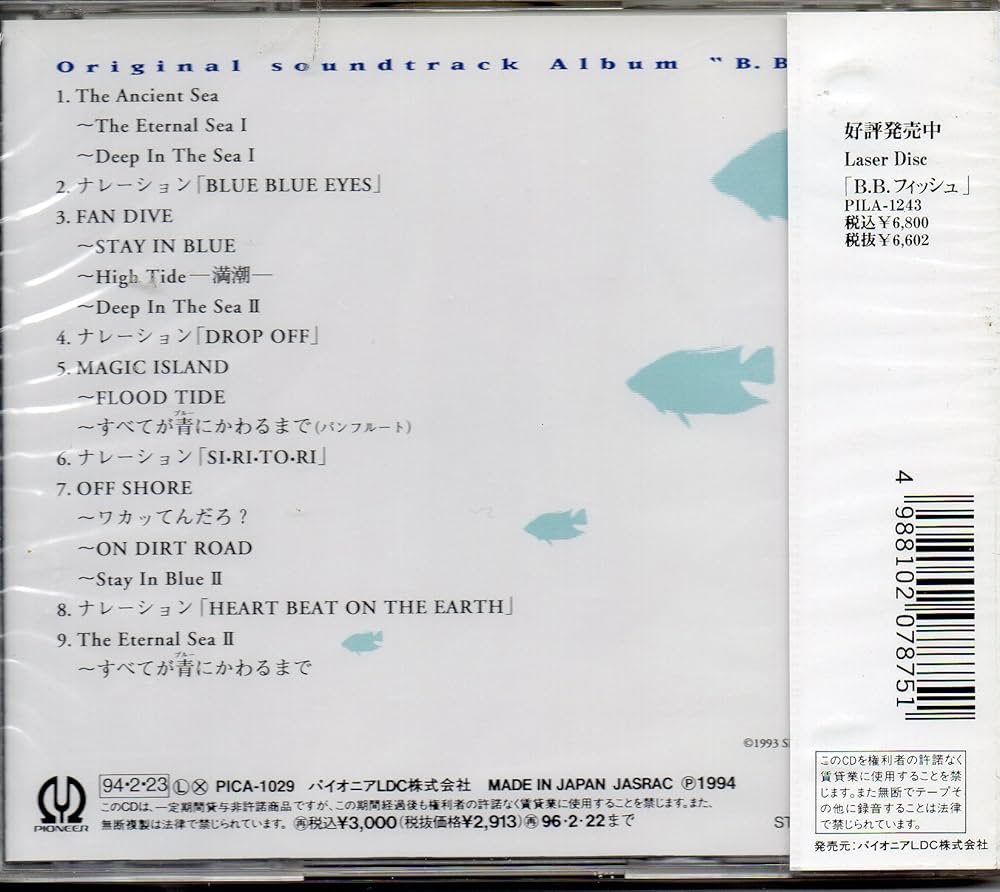 Original soundtrack Album "B. B
1. The Ancient Sea
～The Eternal Sea I
～Deep In The Sea I
2. ナレーション「BLUE BLUE EYES」
3. FAN DIVE
～STAY IN BLUE
～High Tide ―満潮―
～Deep In The Sea II
4. ナレーション「DROP OFF」
5. MAGIC ISLAND
～FLOOD TIDE
ブルー
～すべてが青にかわるまで(パンフルート)
6. ナレーション「SI・RI・TO・RI」
7. OFF SHORE
～ワカッてんだろ?
～ON DIRT ROAD
～Stay In Blue II
8. ナレーション「HEART BEAT ON THE EARTH」
9. The Eternal Sea II
ブルー
～すべてが青にかわるまで
©1993 S
PIONEER
94・2・23 Ⓛ Ⓧ PICA-1029 パイオニアLDC株式会社 MADE IN JAPAN JASRAC Ⓟ1994
このCDは、一定期間貸与非許諾商品ですが、この期間経過後も権利者の許諾なく賃貸業に使用することを禁じます。また、
無断複製は法律で禁じられています。㋐税込¥3,000(税抜価格¥2,913)㋐96・2・22まで
ST
好評発売中
Laser Disc
「B.B.フィッシュ」
PILA-1243
税込¥6,800
税抜¥6,602
4 988102 078751
このCDを権利者の許諾なく
賃貸業に使用することを禁
じます。また無断でテープそ
の他に録音することは法律
で禁じられています。
発売元：パイオニアLDC株式会社